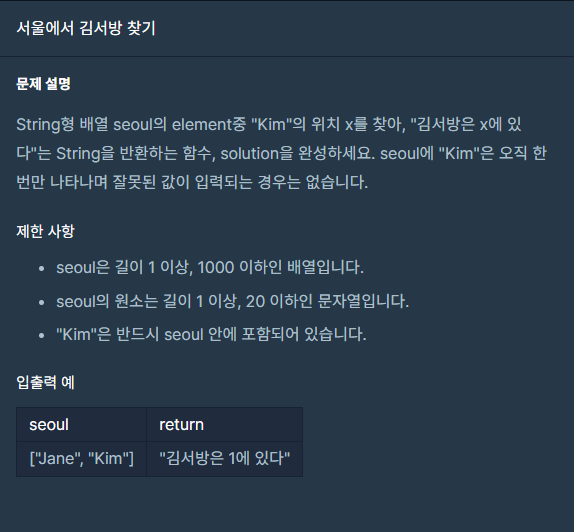 서울에서 김서방 찾기
문제 설명
String형 배열 seoul의 element중 "Kim"의 위치 x를 찾아, "김서방은 x에 있
다"는 String을 반환하는 함수, solution을 완성하세요. seoul에 "Kim"은 오직 한
번만 나타나며 잘못된 값이 입력되는 경우는 없습니다.
제한 사항
• seoul은 길이 1 이상, 1000 이하인 배열입니다.
• seoul의 원소는 길이 1 이상, 20 이하인 문자열입니다.
• "Kim"은 반드시 seoul 안에 포함되어 있습니다.
입출력 예
seoul return
["Jane", "Kim"] "김서방은 1에 있다"